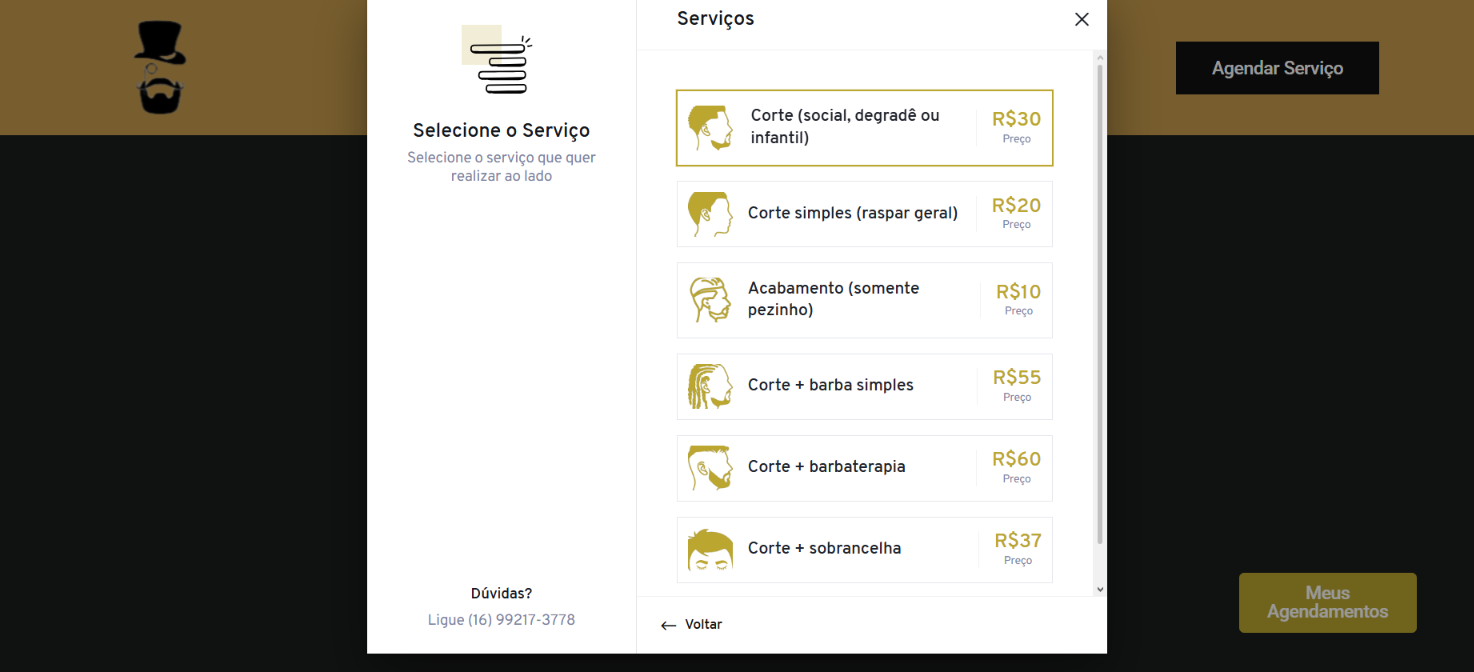 Selecione o Serviço
Selecione o serviço que quer
realizar ao lado
Dúvidas?
Ligue (16) 99217-3778
Serviços
Corte (social, degradê ou
infantil)
R$30
Preço
Corte simples (raspar geral)
R$20
Preço
Acabamento (somente
pezinho)
R$10
Preço
Corte + barba simples
R$55
Preço
Corte + barbaterapia
R$60
Preço
Corte + sobrancelha
R$37
Preço
Voltar
Agendar Serviço
Meus
Agendamentos